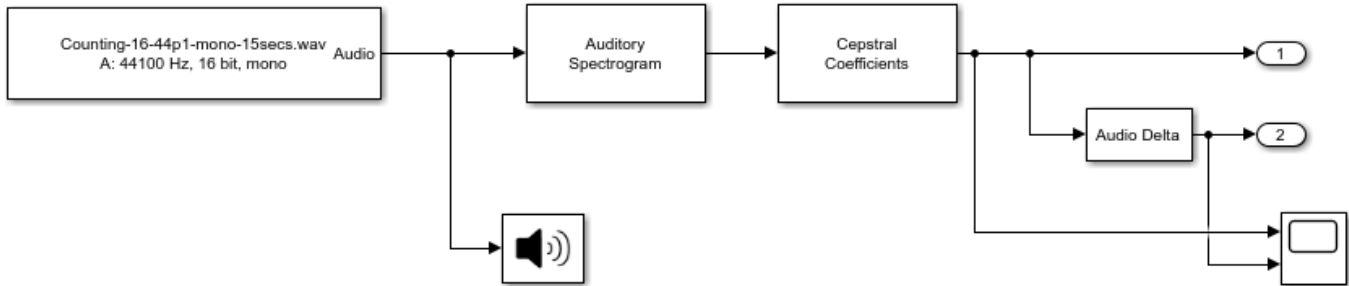 Counting-16-44p1-mono-15secs.wav
A: 44100 Hz, 16 bit, mono
Audio
Auditory
Spectrogram
Cepstral
Coefficients
1
Audio Delta
2